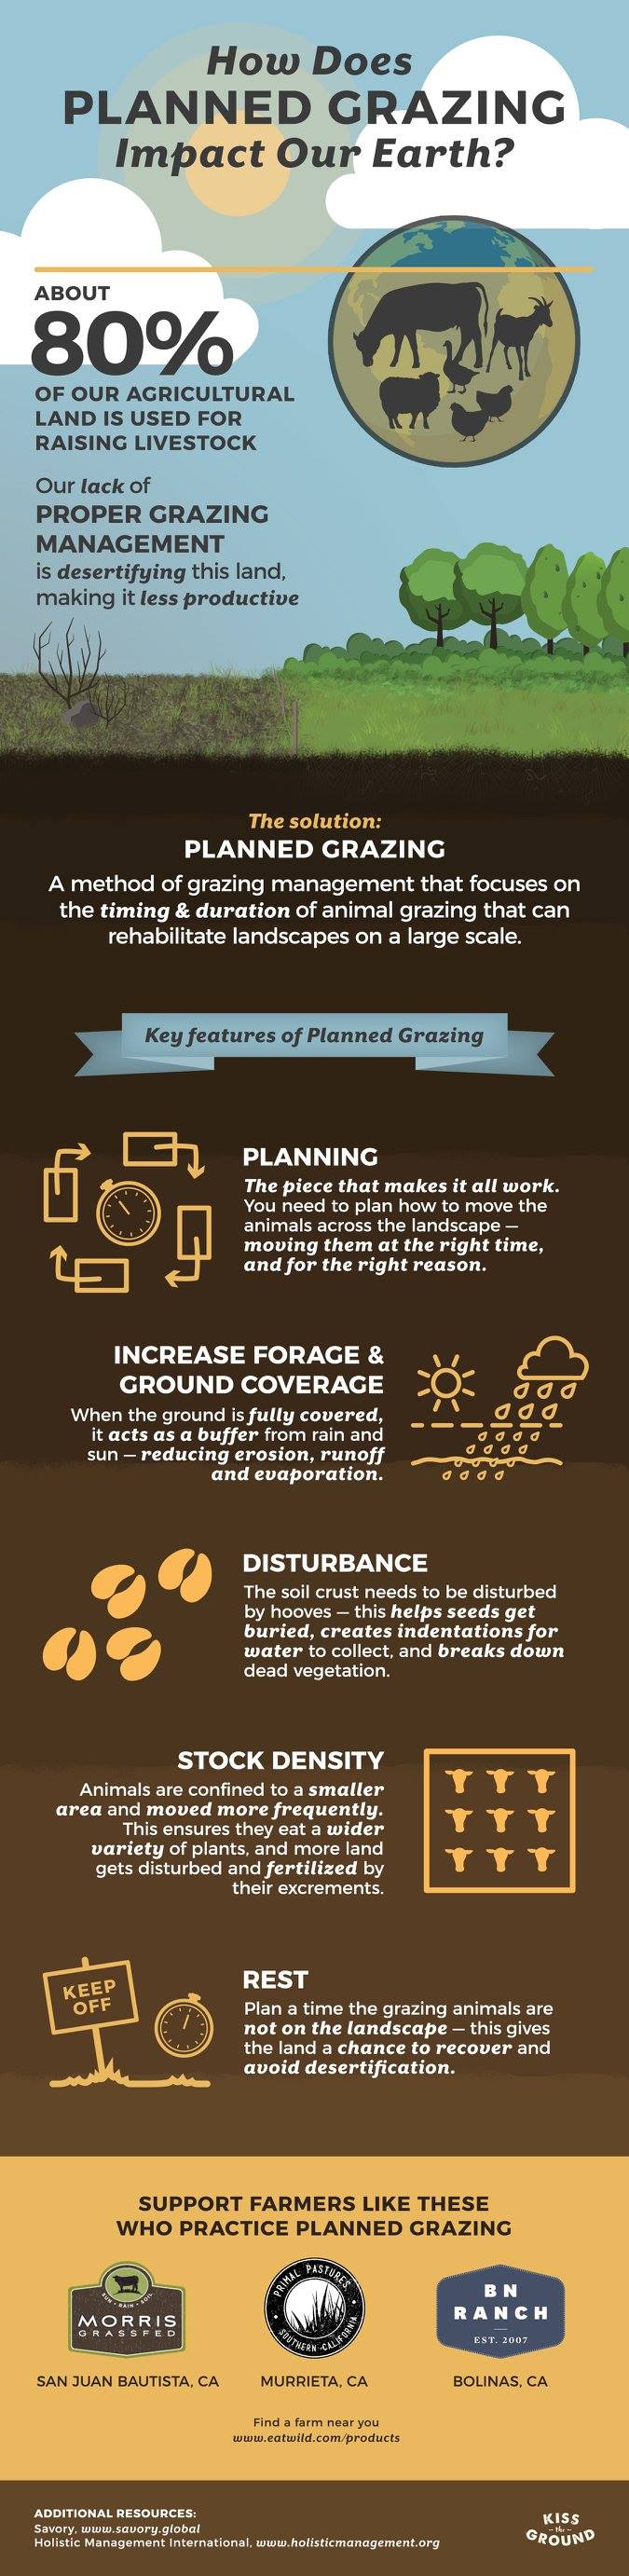 How Does
PLANNED GRAZING
Impact Our Earth?
ABOUT
80%
OF OUR AGRICULTURAL
LAND IS USED FOR
RAISING LIVESTOCK
Our lack of
PROPER GRAZING
MANAGEMENT
is desertifying this land,
making it less productive
The solution:
PLANNED GRAZING
A method of grazing management that focuses on
the timing & duration of animal grazing that can
rehabilitate landscapes on a large scale.
Key features of Planned Grazing
PLANNING
The piece that makes it all work.
You need to plan how to move the
animals across the landscape —
moving them at the right time,
and for the right reason.
INCREASE FORAGE &
GROUND COVERAGE
When the ground is fully covered,
it acts as a buffer from rain and
sun — reducing erosion, runoff
and evaporation.
DISTURBANCE
The soil crust needs to be disturbed
by hooves — this helps seeds get
buried, creates indentations for
water to collect, and breaks down
dead vegetation.
STOCK DENSITY
Animals are confined to a smaller
area and moved more frequently.
This ensures they eat a wider
variety of plants, and more land
gets disturbed and fertilized by
their excrements.
KEEP
OFF
REST
Plan a time the grazing animals are
not on the landscape — this gives
the land a chance to recover and
avoid desertification.
SUPPORT FARMERS LIKE THESE
WHO PRACTICE PLANNED GRAZING
SUN • RAIN • SOIL
MORRIS
GRASSFED
PRIMAL PASTURES
SOUTHERN CALIFORNIA
BN
RANCH
EST. 2007
SAN JUAN BAUTISTA, CA
MURRIETA, CA
BOLINAS, CA
Find a farm near you
www.eatwild.com/products
ADDITIONAL RESOURCES:
Savory, www.savory.global
Holistic Management International, www.holisticmanagement.org
KISS
the
GROUND